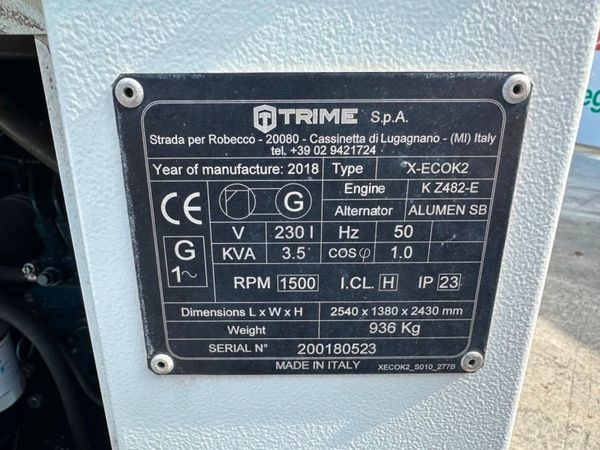 TRIME S.p.A.
Strada per Robecco - 20080 - Cassinetta di Lugagnano - (MI) Italy
tel. +39 02 9421724
Year of manufacture: 2018 Type X-ECOK2
CE G Engine K Z482-E
Alternator ALUMEN SB
V 230 I Hz 50
G 1~ KVA 3.5 COSφ 1.0
RPM 1500 I.CL. H IP 23
Dimensions L x W x H 2540 x 1380 x 2430 mm
Weight 936 Kg
SERIAL N° 200180523
MADE IN ITALY XECOK2_S010_277B